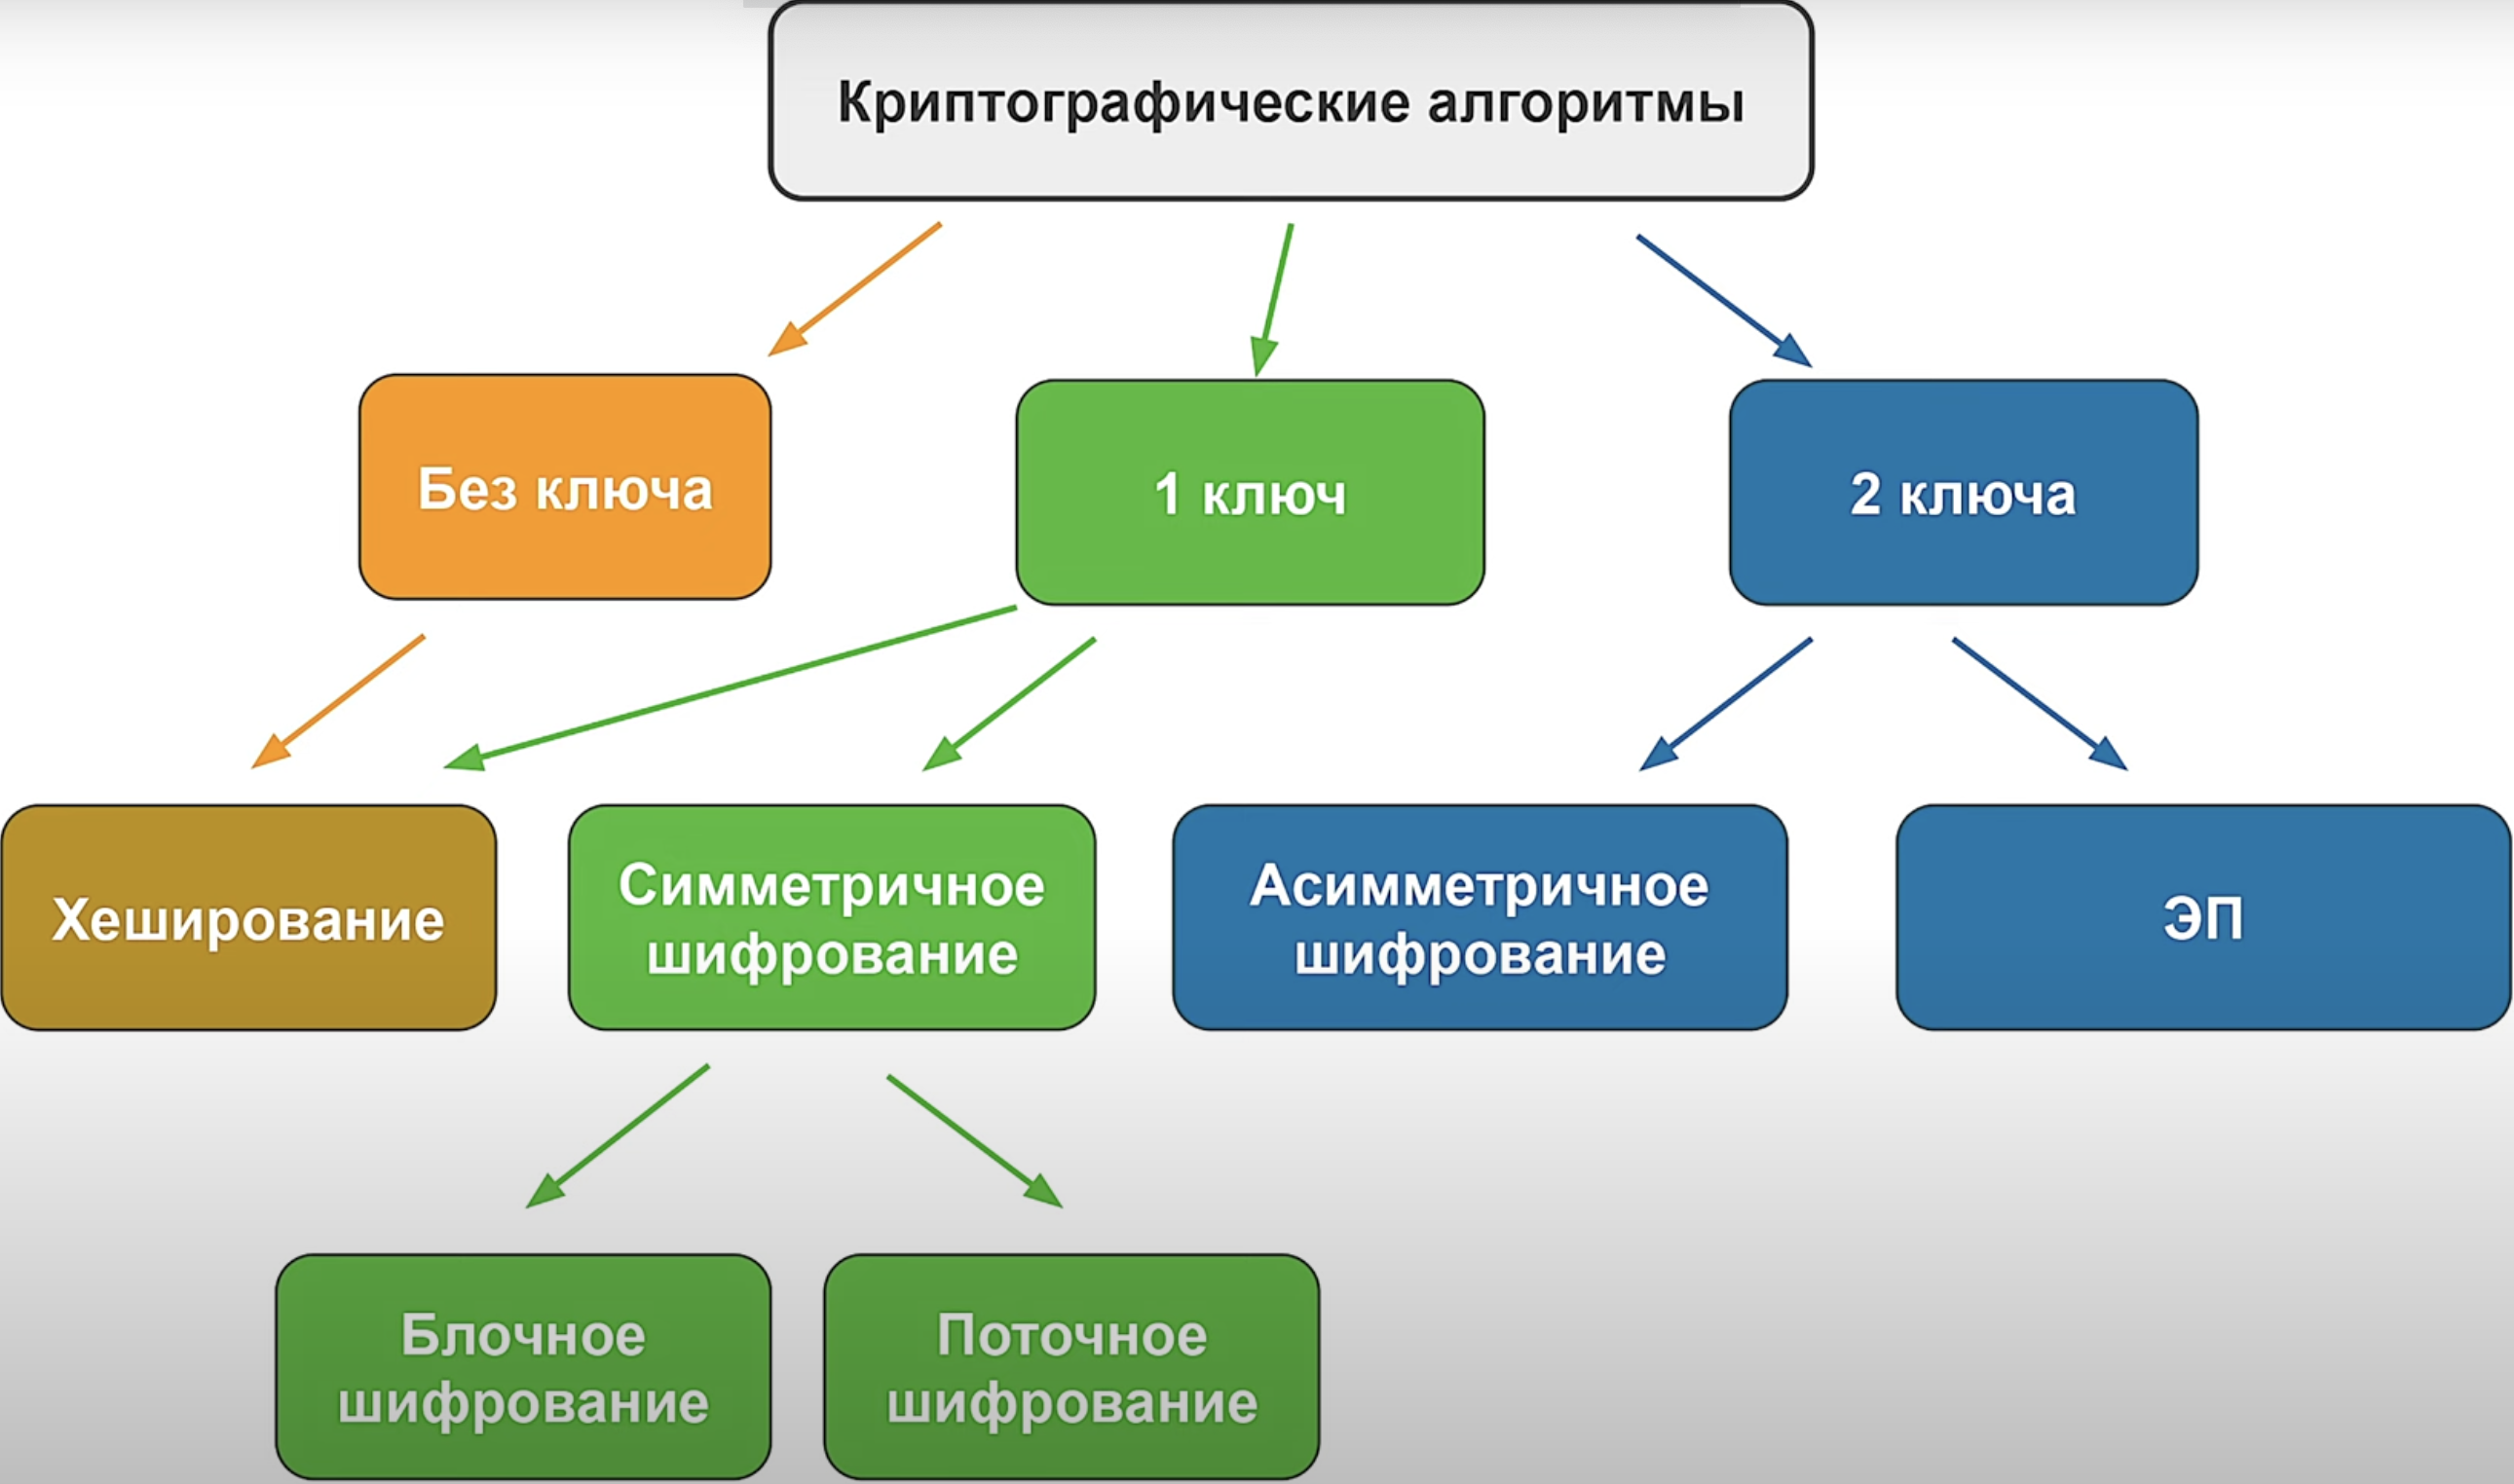 Криптографические алгоритмы
Без ключа
1 ключ
2 ключа
Хеширование
Симметричное
шифрование
Асимметричное
шифрование
ЭП
Блочное
шифрование
Поточное
шифрование